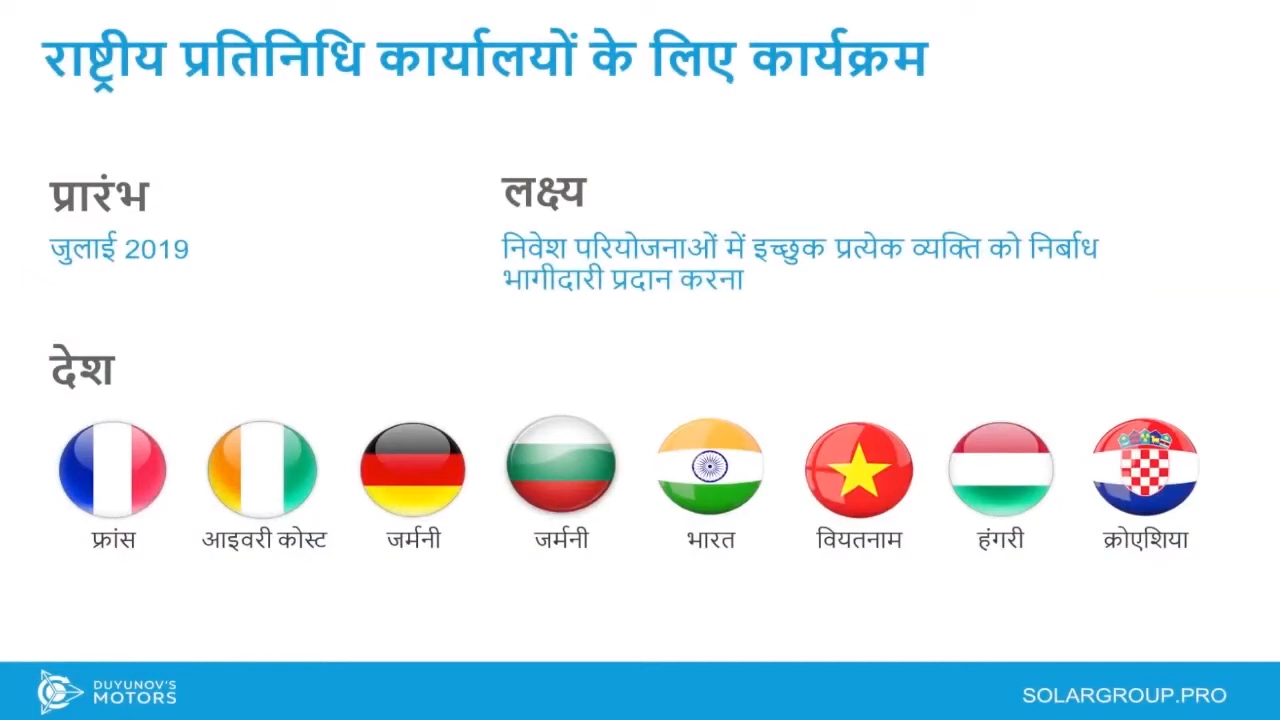 राष्ट्रीय प्रतिनिधि कार्यालयों के लिए कार्यक्रम
प्रारंभ
जुलाई 2019
लक्ष्य
निवेश परियोजनाओं में इच्छुक प्रत्येक व्यक्ति को निर्बाध
भागीदारी प्रदान करना
देश
फ्रांस
आइवरी कोस्ट
जर्मनी
जर्मनी
भारत
वियतनाम
हंगरी
क्रोएशिया
DUYUNOV'S
MOTORS
SOLARGROUP.PRO